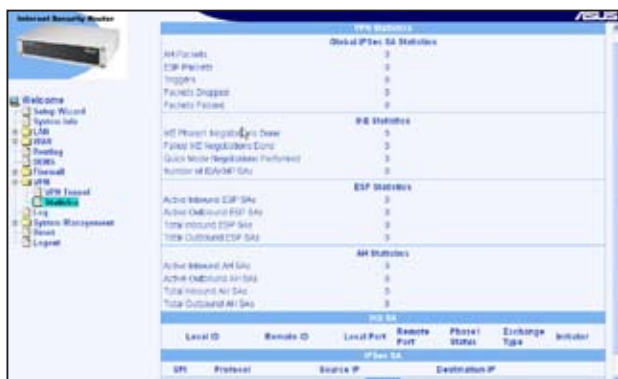 Internet Security Router
ASUS
Welcome
Setup Wizard
System Info
LAN
WAN
Routing
DDNS
Firewall
VPN
VPN Tunnel
Statistics
Log
System Management
Reset
Logout
VPN Statistics
Global IPSec SA Statistics
AH Packets 0
ESP Packets 0
Triggers 0
Packets Dropped 0
Packets Passed 0
IKE Statistics
IKE Phase1 Negotiations Done
Failed IKE Negotiations Done 0
Quick Mode Negotiations Performed 0
Number of ISAKMP SAs 0
ESP Statistics
Active Inbound ESP SAs 0
Active Outbound ESP SAs 0
Total Inbound ESP SAs 0
Total Outbound ESP SAs 0
AH Statistics
Active Inbound AH SAs 0
Active Outbound AH SAs 0
Total Inbound AH SAs 0
Total Outbound AH SAs 0
IKE SA
Local ID Remote ID Local Port Remote Port Phase1 Status Exchange Type Initiator
IPSec SA
SPI Protocol Source IP Destination IP